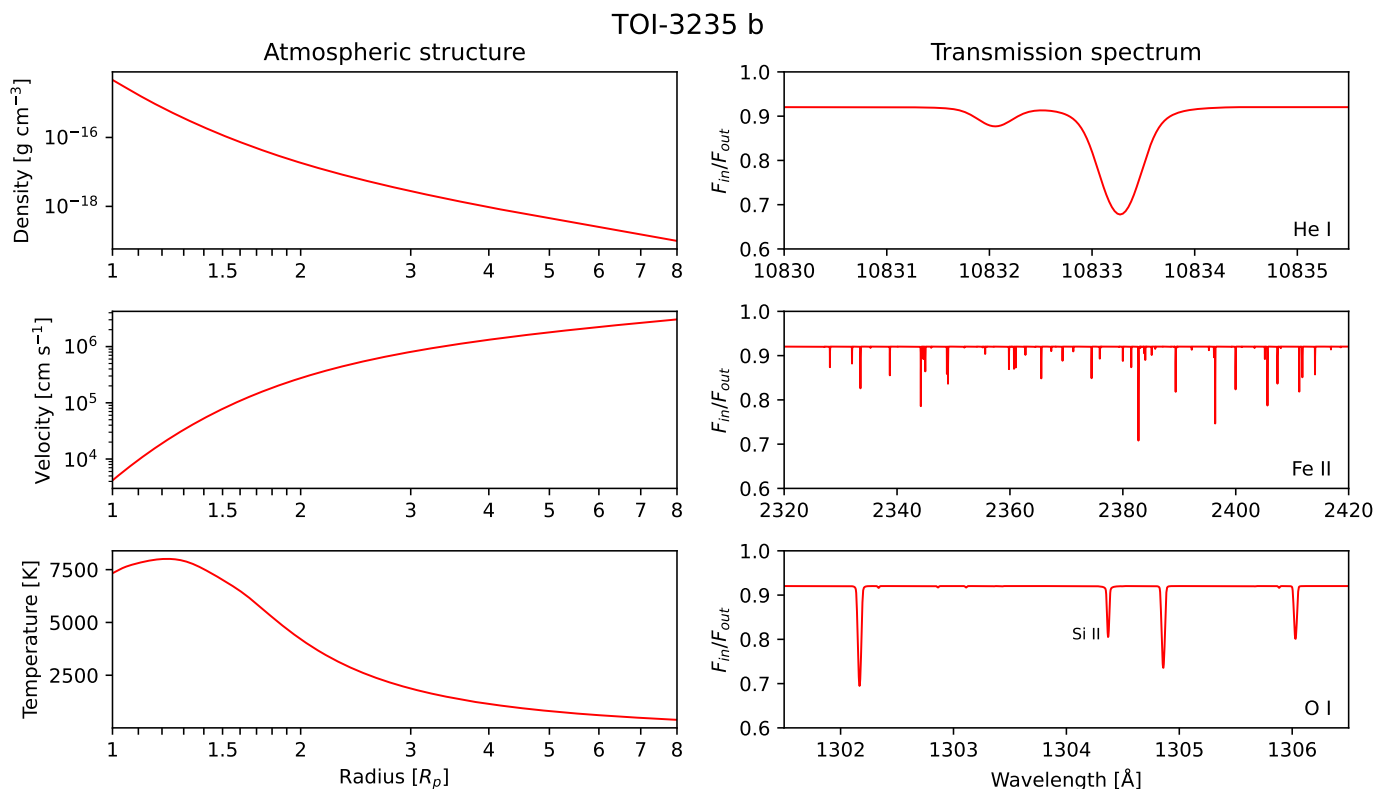 TOI-3235 b
Atmospheric structure
Density [g cm⁻³]
10⁻¹⁶
10⁻¹⁸
1 1.5 2 3 4 5 6 7 8
Velocity [cm s⁻¹]
10⁶
10⁵
10⁴
1 1.5 2 3 4 5 6 7 8
Temperature [K]
7500
5000
2500
1 1.5 2 3 4 5 6 7 8
Radius [Rₚ]
Transmission spectrum
F_in/F_out
1.0
0.9
0.8
0.7
0.6
He I
10830 10831 10832 10833 10834 10835
F_in/F_out
1.0
0.9
0.8
0.7
0.6
Fe II
2320 2340 2360 2380 2400 2420
F_in/F_out
1.0
0.9
0.8
0.7
0.6
Si II
O I
1302 1303 1304 1305 1306
Wavelength [Å]